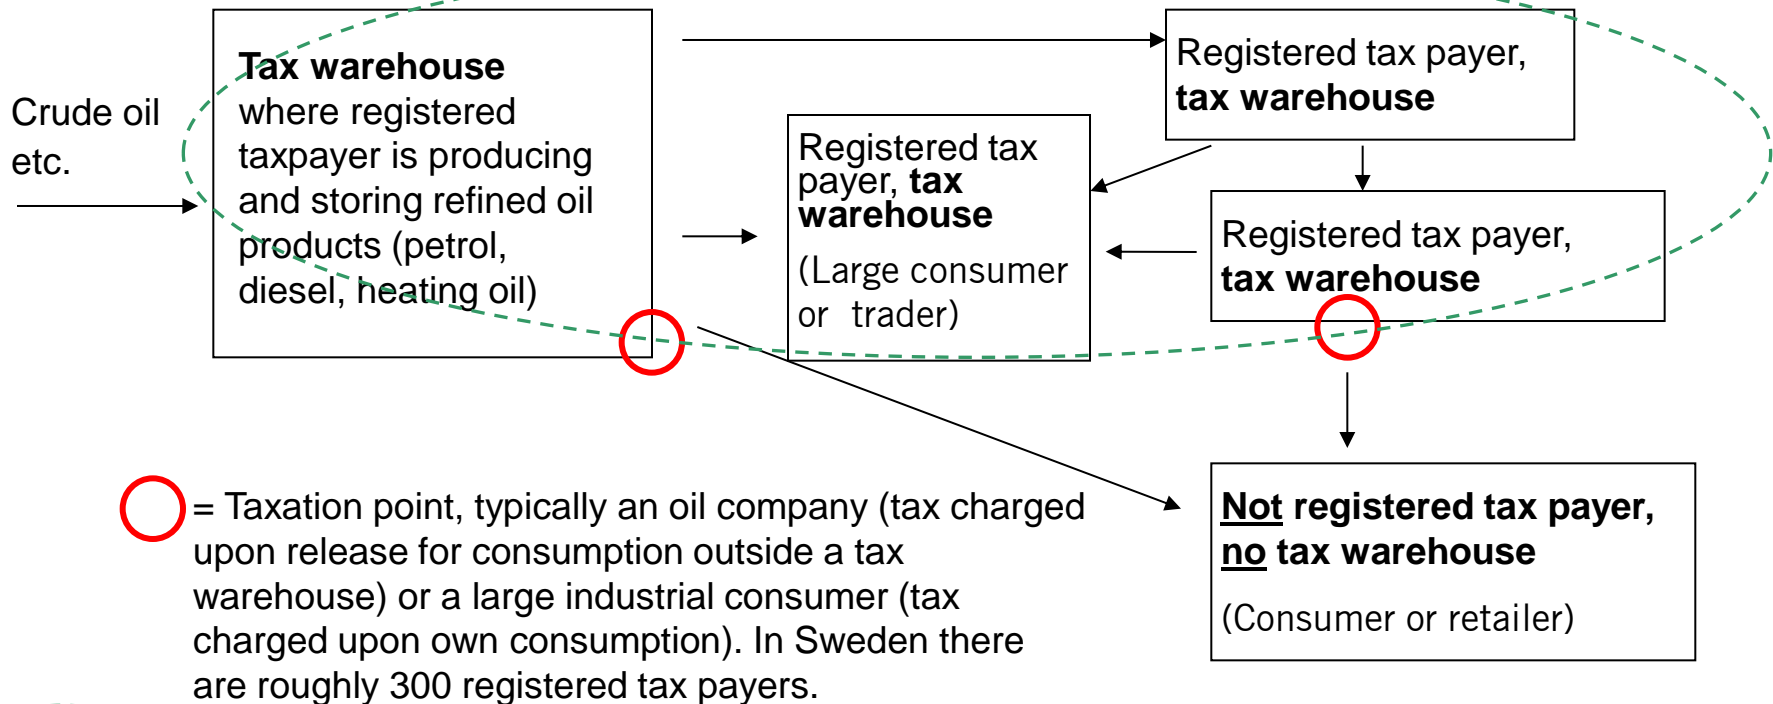 Crude oil
etc.
Tax warehouse
where registered
taxpayer is producing
and storing refined oil
products (petrol,
diesel, heating oil)
Registered tax
payer, tax
warehouse
(Large consumer
or trader)
Registered tax payer,
tax warehouse
Registered tax payer,
tax warehouse
Not registered tax payer,
no tax warehouse
(Consumer or retailer)
= Taxation point, typically an oil company (tax charged
upon release for consumption outside a tax
warehouse) or a large industrial consumer (tax
charged upon own consumption). In Sweden there
are roughly 300 registered tax payers.